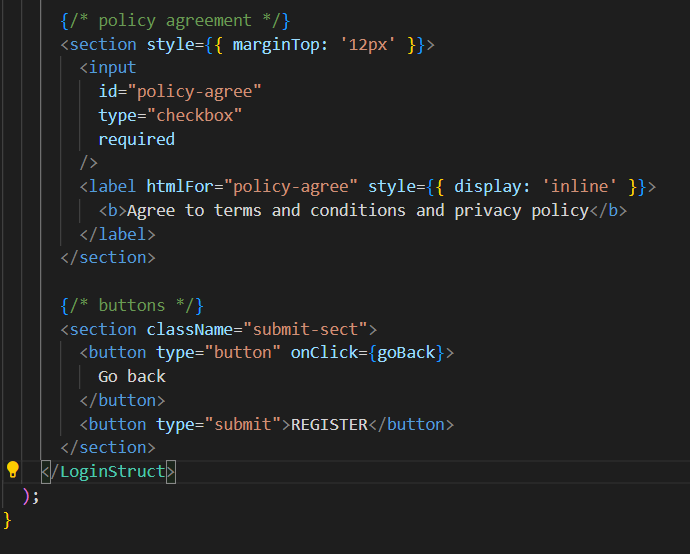 {/* policy agreement */}
<section style={{ marginTop: '12px' }}>
<input
id="policy-agree"
type="checkbox"
required
/>
<label htmlFor="policy-agree" style={{ display: 'inline' }}>
<b>Agree to terms and conditions and privacy policy</b>
</label>
</section>
{/* buttons */}
<section className="submit-sect">
<button type="button" onClick={goBack}>
Go back
</button>
<button type="submit">REGISTER</button>
</section>
</LoginStruct>
);
}